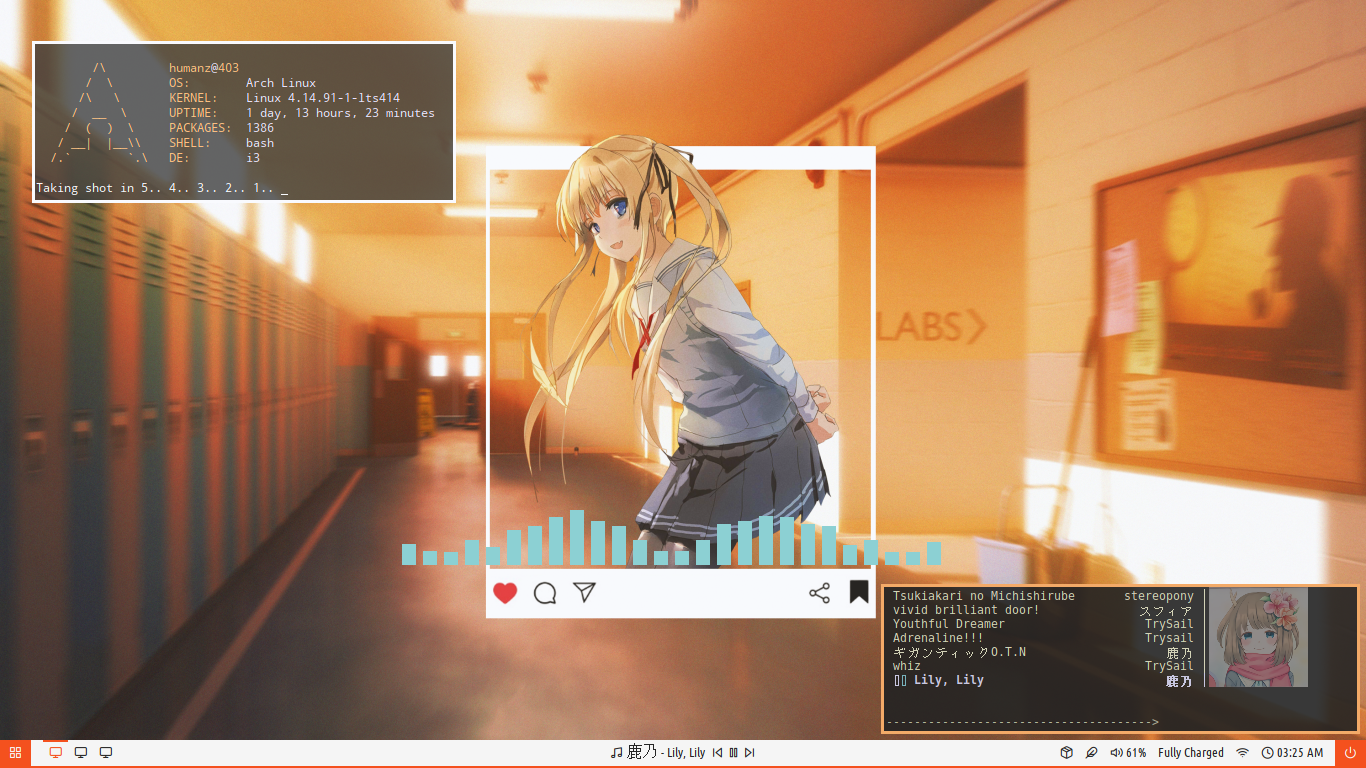 humanz@403
OS: Arch Linux
KERNEL: Linux 4.14.91-1-lts414
UPTIME: 1 day, 13 hours, 23 minutes
PACKAGES: 1386
SHELL: bash
DE: i3
Taking shot in 5.. 4.. 3.. 2.. 1.. _
LABS
Tsukiakari no Michishirube stereopony
vivid brilliant door! スフィア
Youthful Dreamer TrySail
Adrenaline!!! Trysail
ギガンティックO.T.N 鹿乃
whiz TrySail
Lily, Lily 鹿乃
鹿乃 - Lily, Lily
61%
Fully Charged
03:25 AM